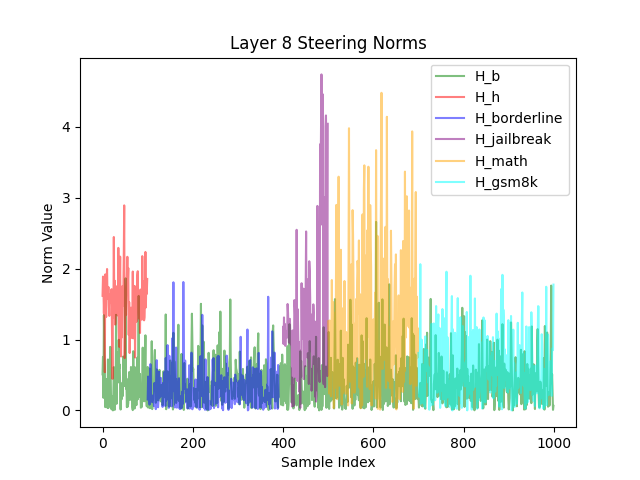 Layer 8 Steering Norms
H_b
H_h
H_borderline
H_jailbreak
H_math
H_gsm8k
Norm Value
4
3
2
1
0
0 200 400 600 800 1000
Sample Index